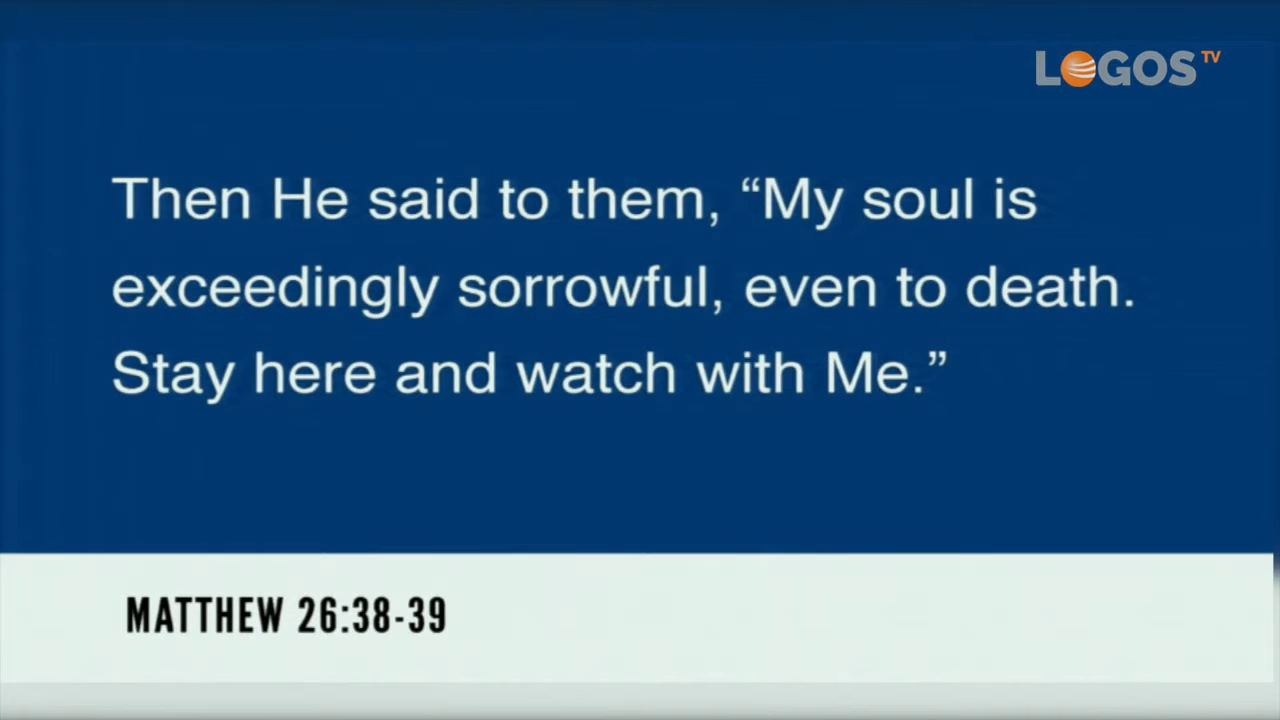 LOGOS TV
Then He said to them, “My soul is
exceedingly sorrowful, even to death.
Stay here and watch with Me.”
MATTHEW 26:38-39